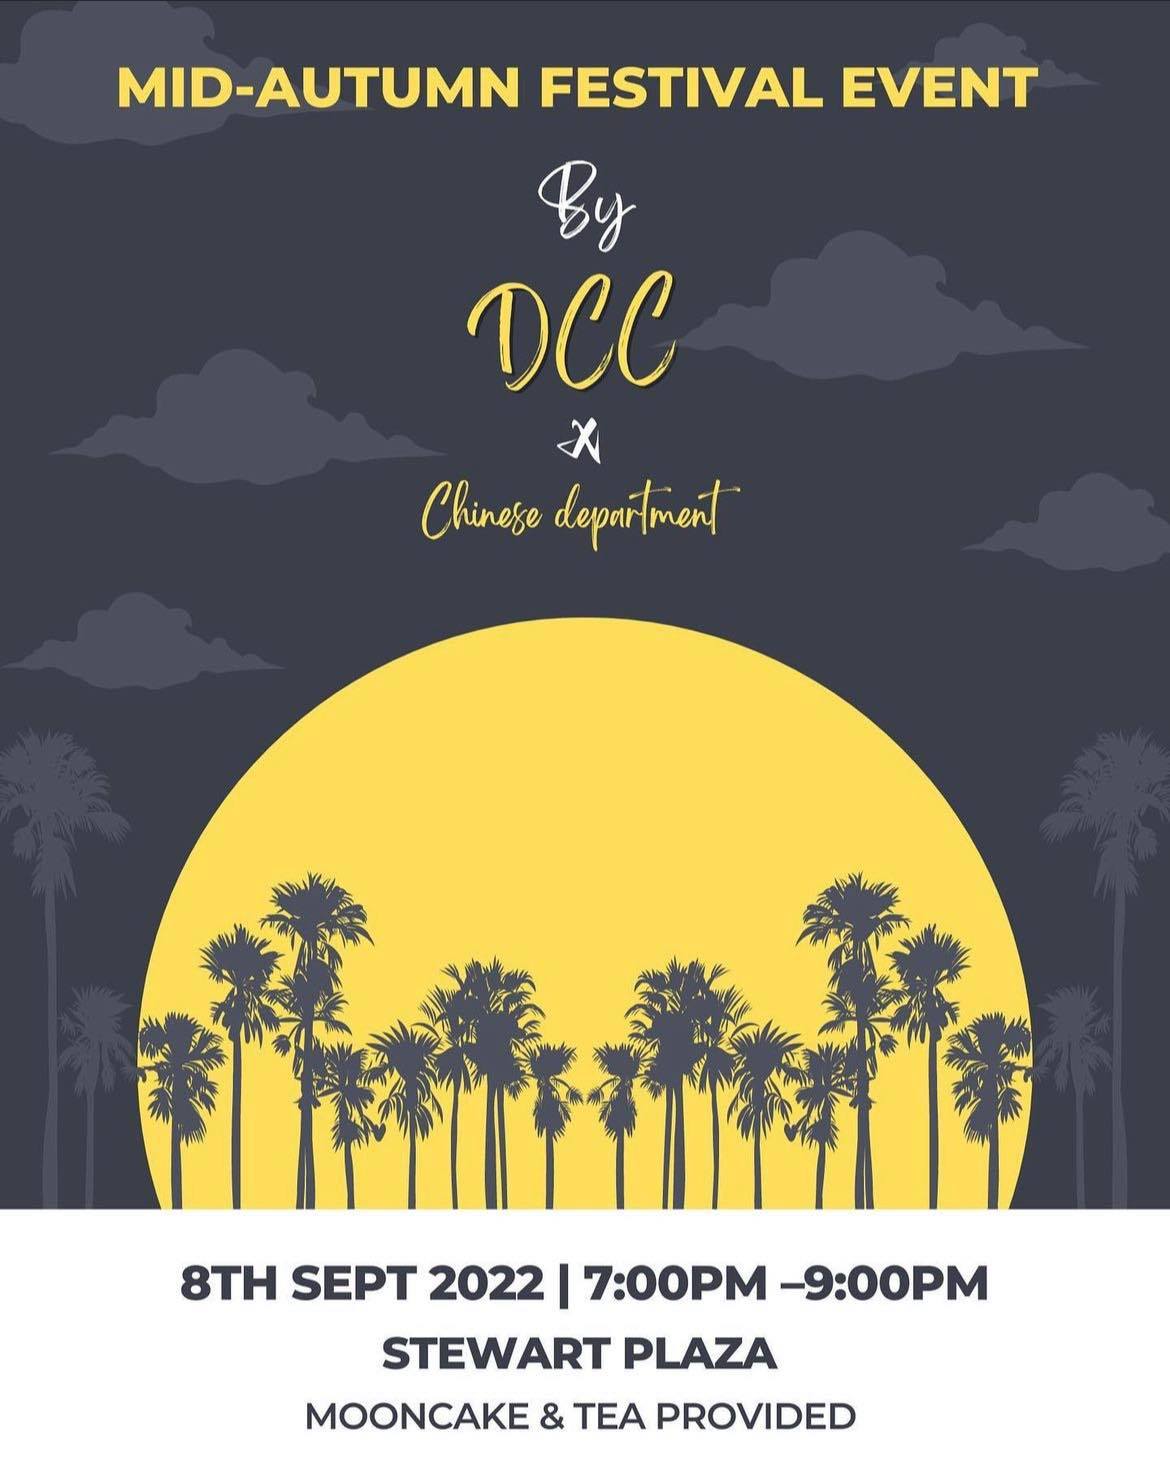 MID-AUTUMN FESTIVAL EVENT
By
DCC
X
Chinese department
8TH SEPT 2022 | 7:00PM –9:00PM
STEWART PLAZA
MOONCAKE & TEA PROVIDED